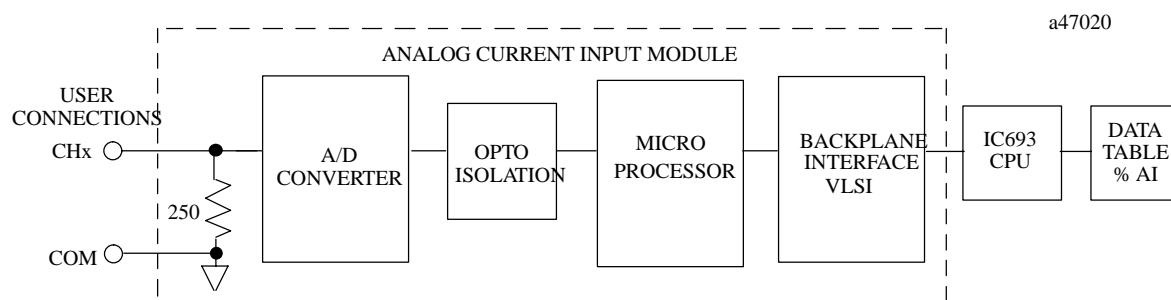 a47020
ANALOG CURRENT INPUT MODULE
USER
CONNECTIONS
CHx
COM
250
A/D
CONVERTER
OPTO
ISOLATION
MICRO
PROCESSOR
BACKPLANE
INTERFACE
VLSI
IC693
CPU
DATA
TABLE
% AI